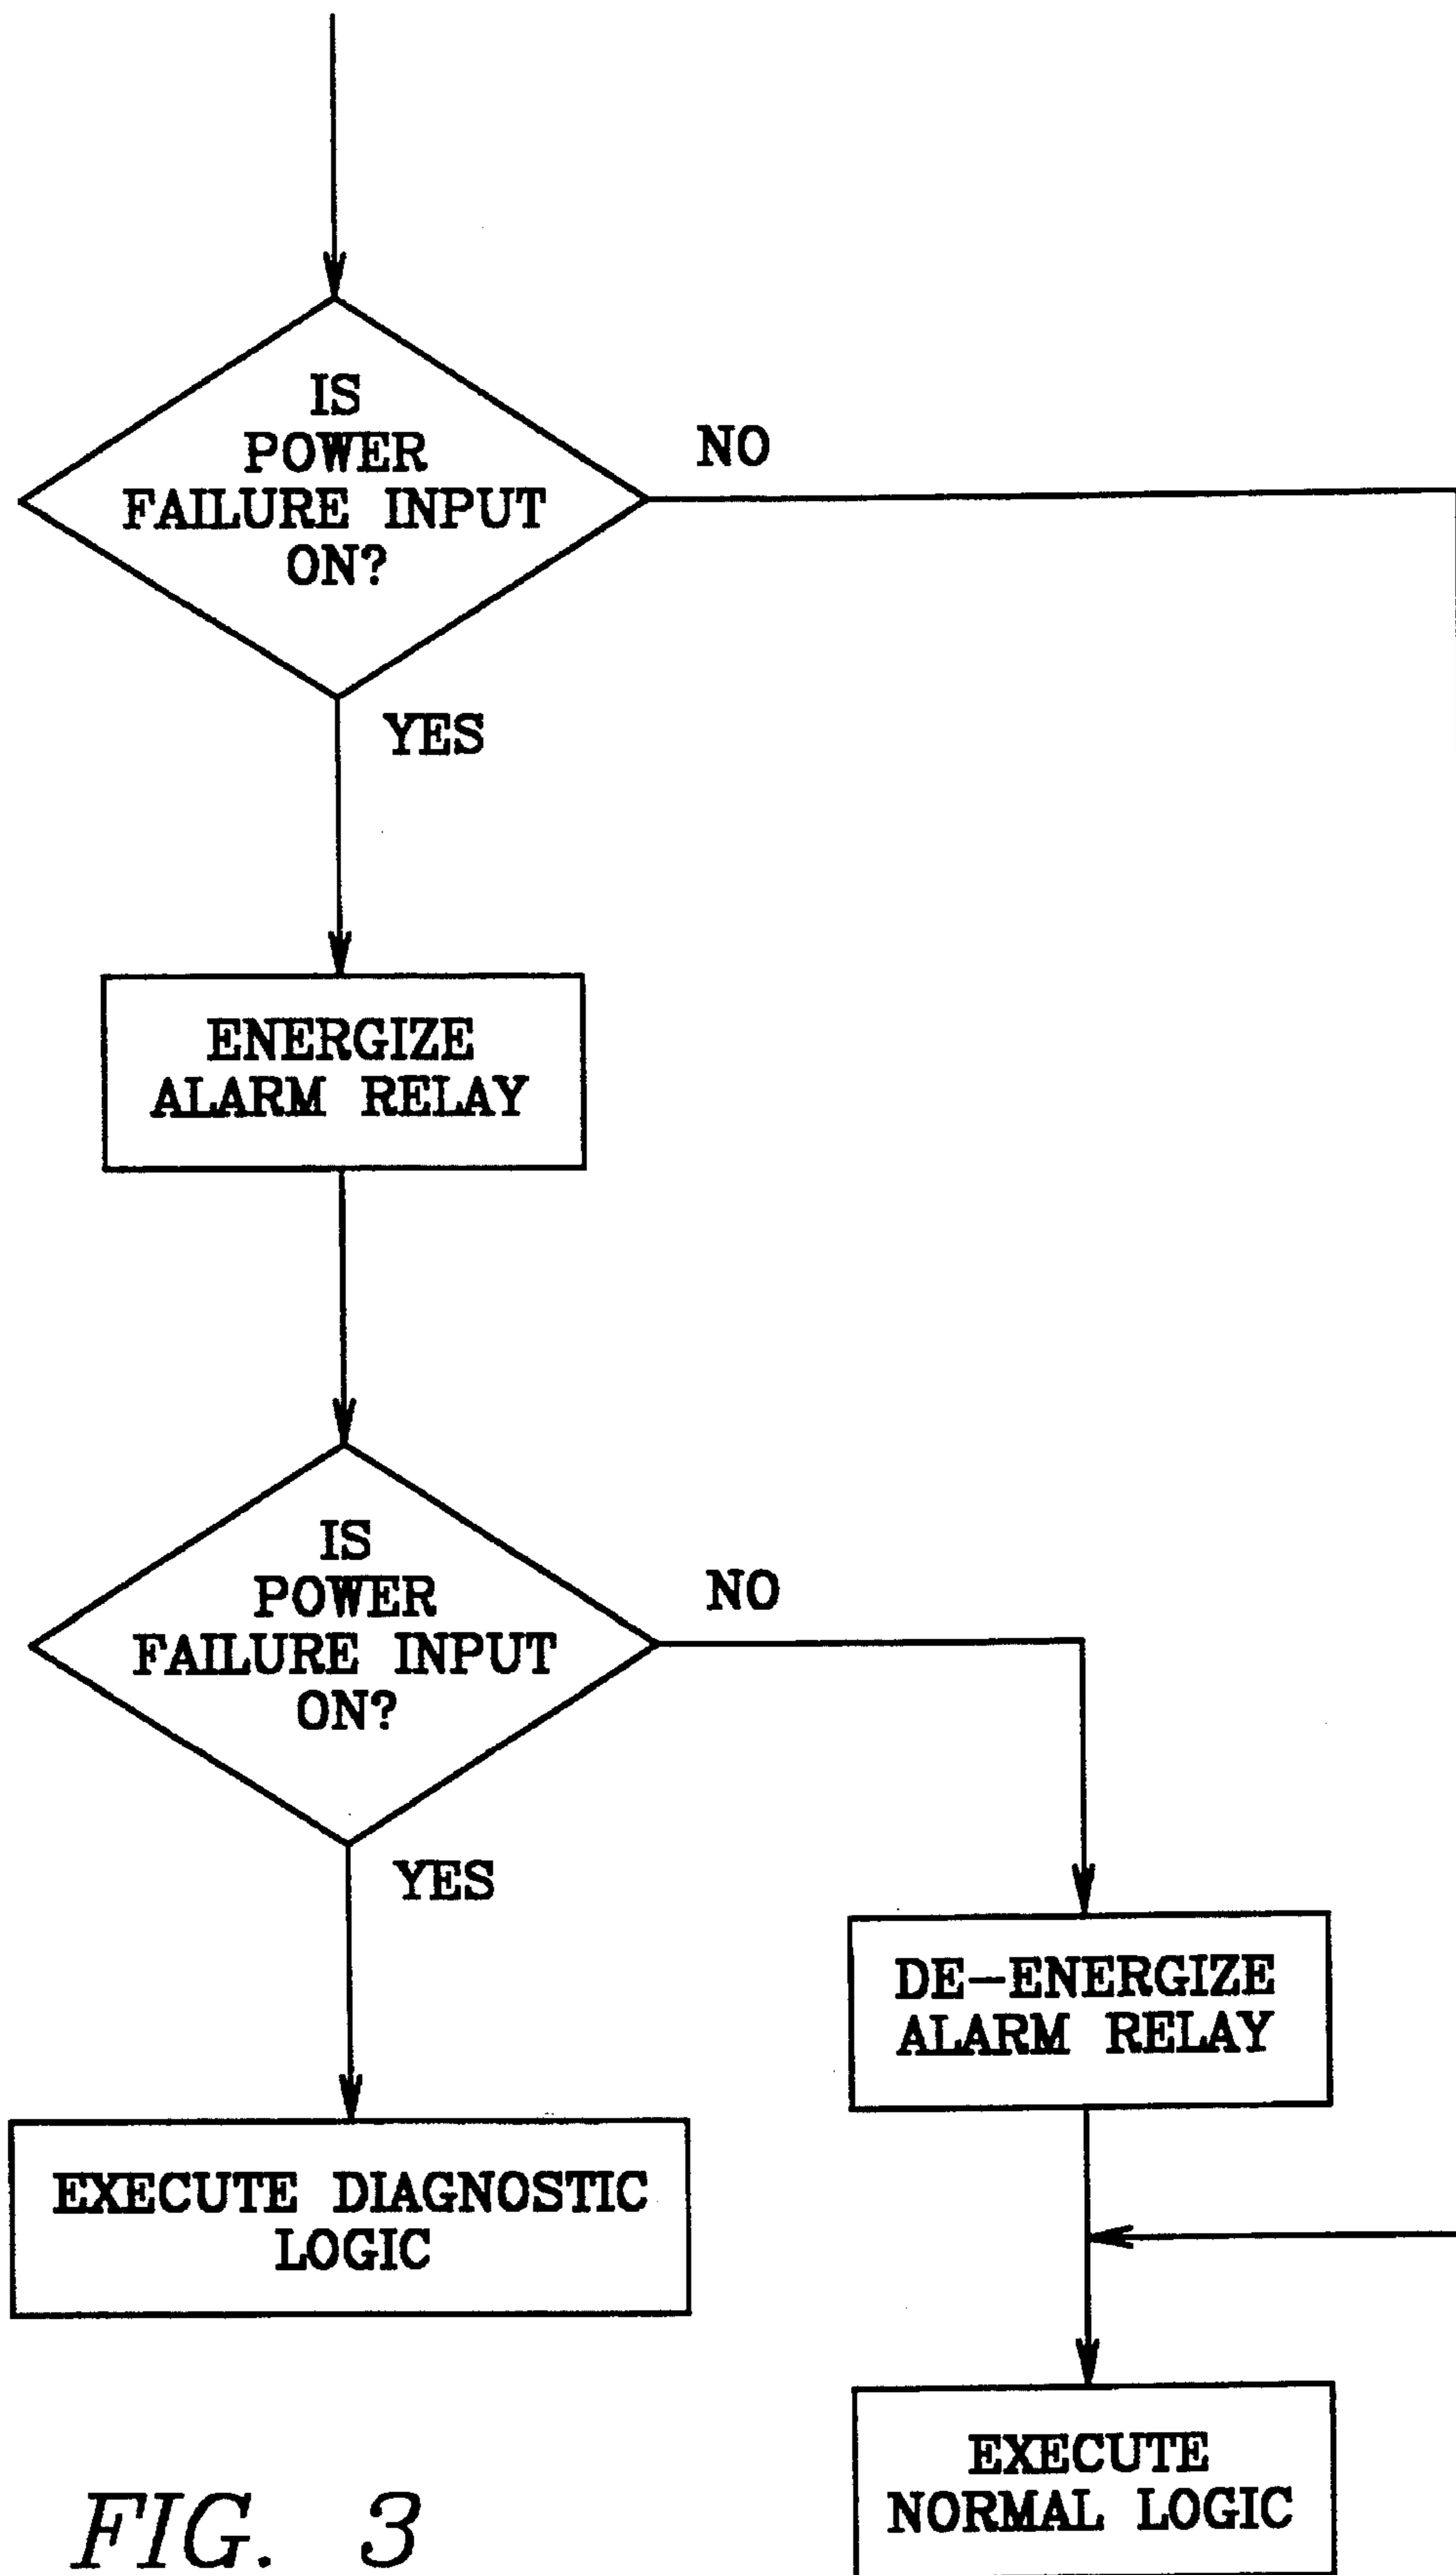 IS
POWER
FAILURE INPUT
ON?
NO
YES
ENERGIZE
ALARM RELAY
IS
POWER
FAILURE INPUT
ON?
NO
YES
DE-ENERGIZE
ALARM RELAY
EXECUTE DIAGNOSTIC
LOGIC
EXECUTE
NORMAL LOGIC
FIG. 3